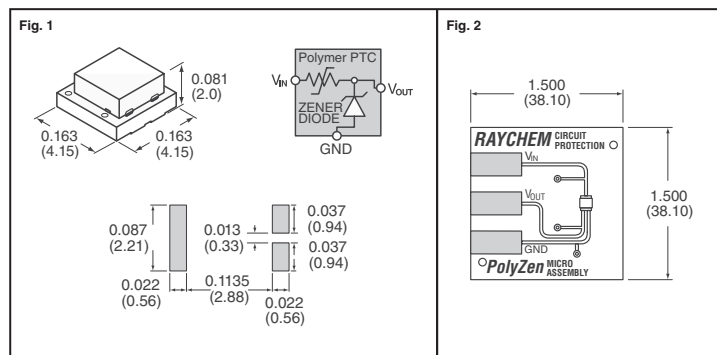 Fig. 1
0.081
(2.0)
0.163
(4.15)
0.163
(4.15)
Polymer PTC
VIN
VOUT
ZENER
DIODE
GND
0.087
(2.21)
0.013
(0.33)
0.037
(0.94)
0.037
(0.94)
0.022
(0.56)
0.1135
(2.88)
0.022
(0.56)
Fig. 2
1.500
(38.10)
RAYCHEM CIRCUIT
PROTECTION
VIN
VOUT
GND
PolyZen MICRO
ASSEMBLY
1.500
(38.10)